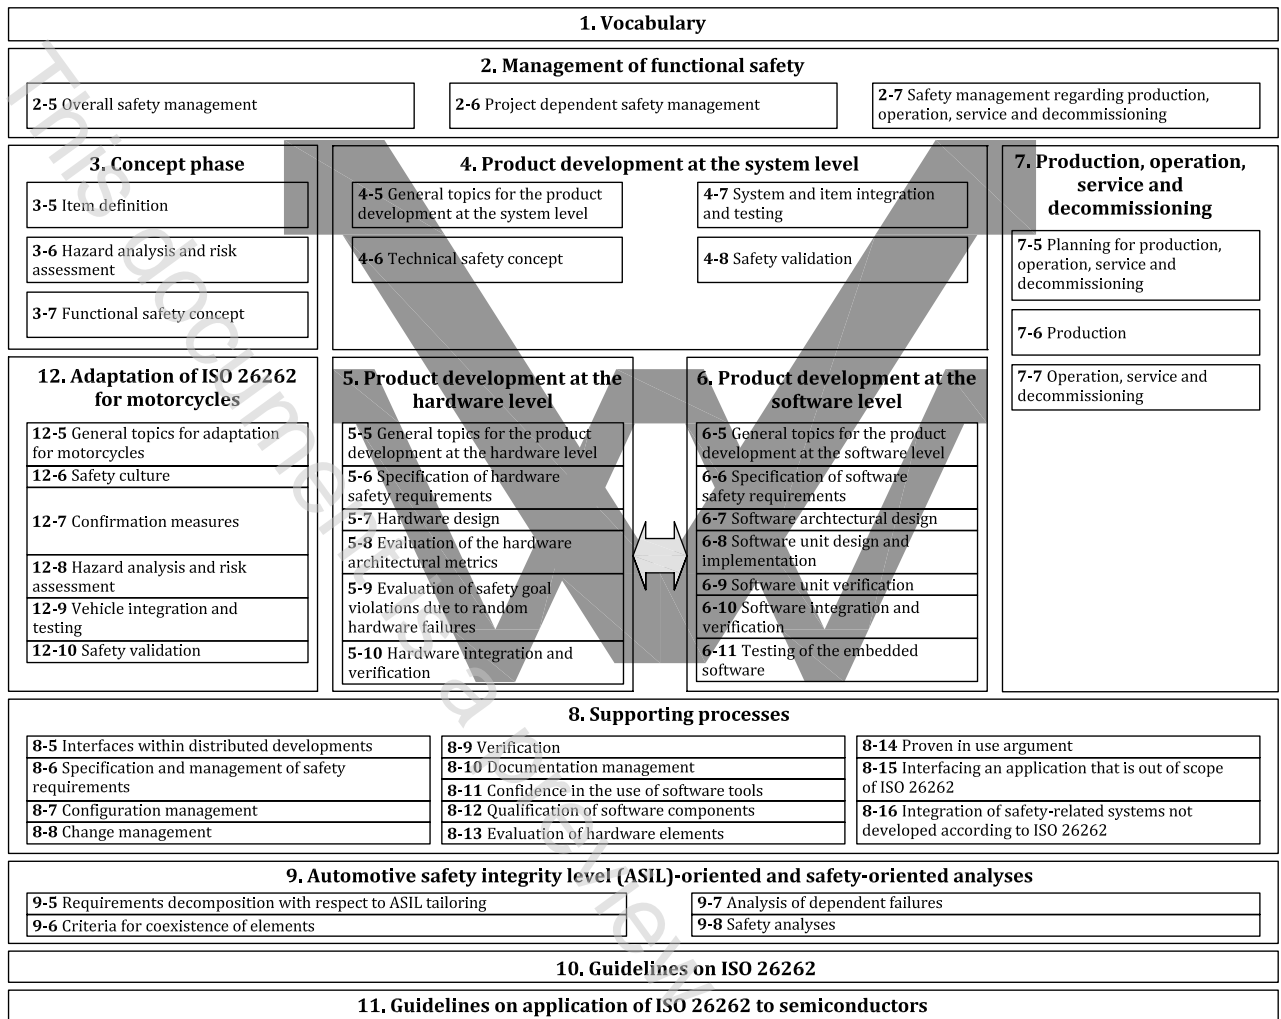 1. Vocabulary
2. Management of functional safety
2-5 Overall safety management
2-6 Project dependent safety management
2-7 Safety management regarding production,
operation, service and decommissioning
3. Concept phase
3-5 Item definition
3-6 Hazard analysis and risk
assessment
3-7 Functional safety concept
4. Product development at the system level
4-5 General topics for the product
development at the system level
4-6 Technical safety concept
4-7 System and item integration
and testing
4-8 Safety validation
7. Production, operation,
service and
decommissioning
7-5 Planning for production,
operation, service and
decommissioning
7-6 Production
7-7 Operation, service and
decommissioning
12. Adaptation of ISO 26262
for motorcycles
12-5 General topics for adaptation
for motorcycles
12-6 Safety culture
12-7 Confirmation measures
12-8 Hazard analysis and risk
assessment
12-9 Vehicle integration and
testing
12-10 Safety validation
5. Product development at the
hardware level
5-5 General topics for the product
development at the hardware level
5-6 Specification of hardware
safety requirements
5-7 Hardware design
5-8 Evaluation of the hardware
architectural metrics
5-9 Evaluation of safety goal
violations due to random
hardware failures
5-10 Hardware integration and
verification
6. Product development at the
software level
6-5 General topics for the product
development at the software level
6-6 Specification of software
safety requirements
6-7 Software archtectural design
6-8 Software unit design and
implementation
6-9 Software unit verification
6-10 Software integration and
verification
6-11 Testing of the embedded
software
8. Supporting processes
8-5 Interfaces within distributed developments
8-6 Specification and management of safety
requirements
8-7 Configuration management
8-8 Change management
8-9 Verification
8-10 Documentation management
8-11 Confidence in the use of software tools
8-12 Qualification of software components
8-13 Evaluation of hardware elements
8-14 Proven in use argument
8-15 Interfacing an application that is out of scope
of ISO 26262
8-16 Integration of safety-related systems not
developed according to ISO 26262
9. Automotive safety integrity level (ASIL)-oriented and safety-oriented analyses
9-5 Requirements decomposition with respect to ASIL tailoring
9-6 Criteria for coexistence of elements
9-7 Analysis of dependent failures
9-8 Safety analyses
10. Guidelines on ISO 26262
11. Guidelines on application of ISO 26262 to semiconductors
This document is a preview